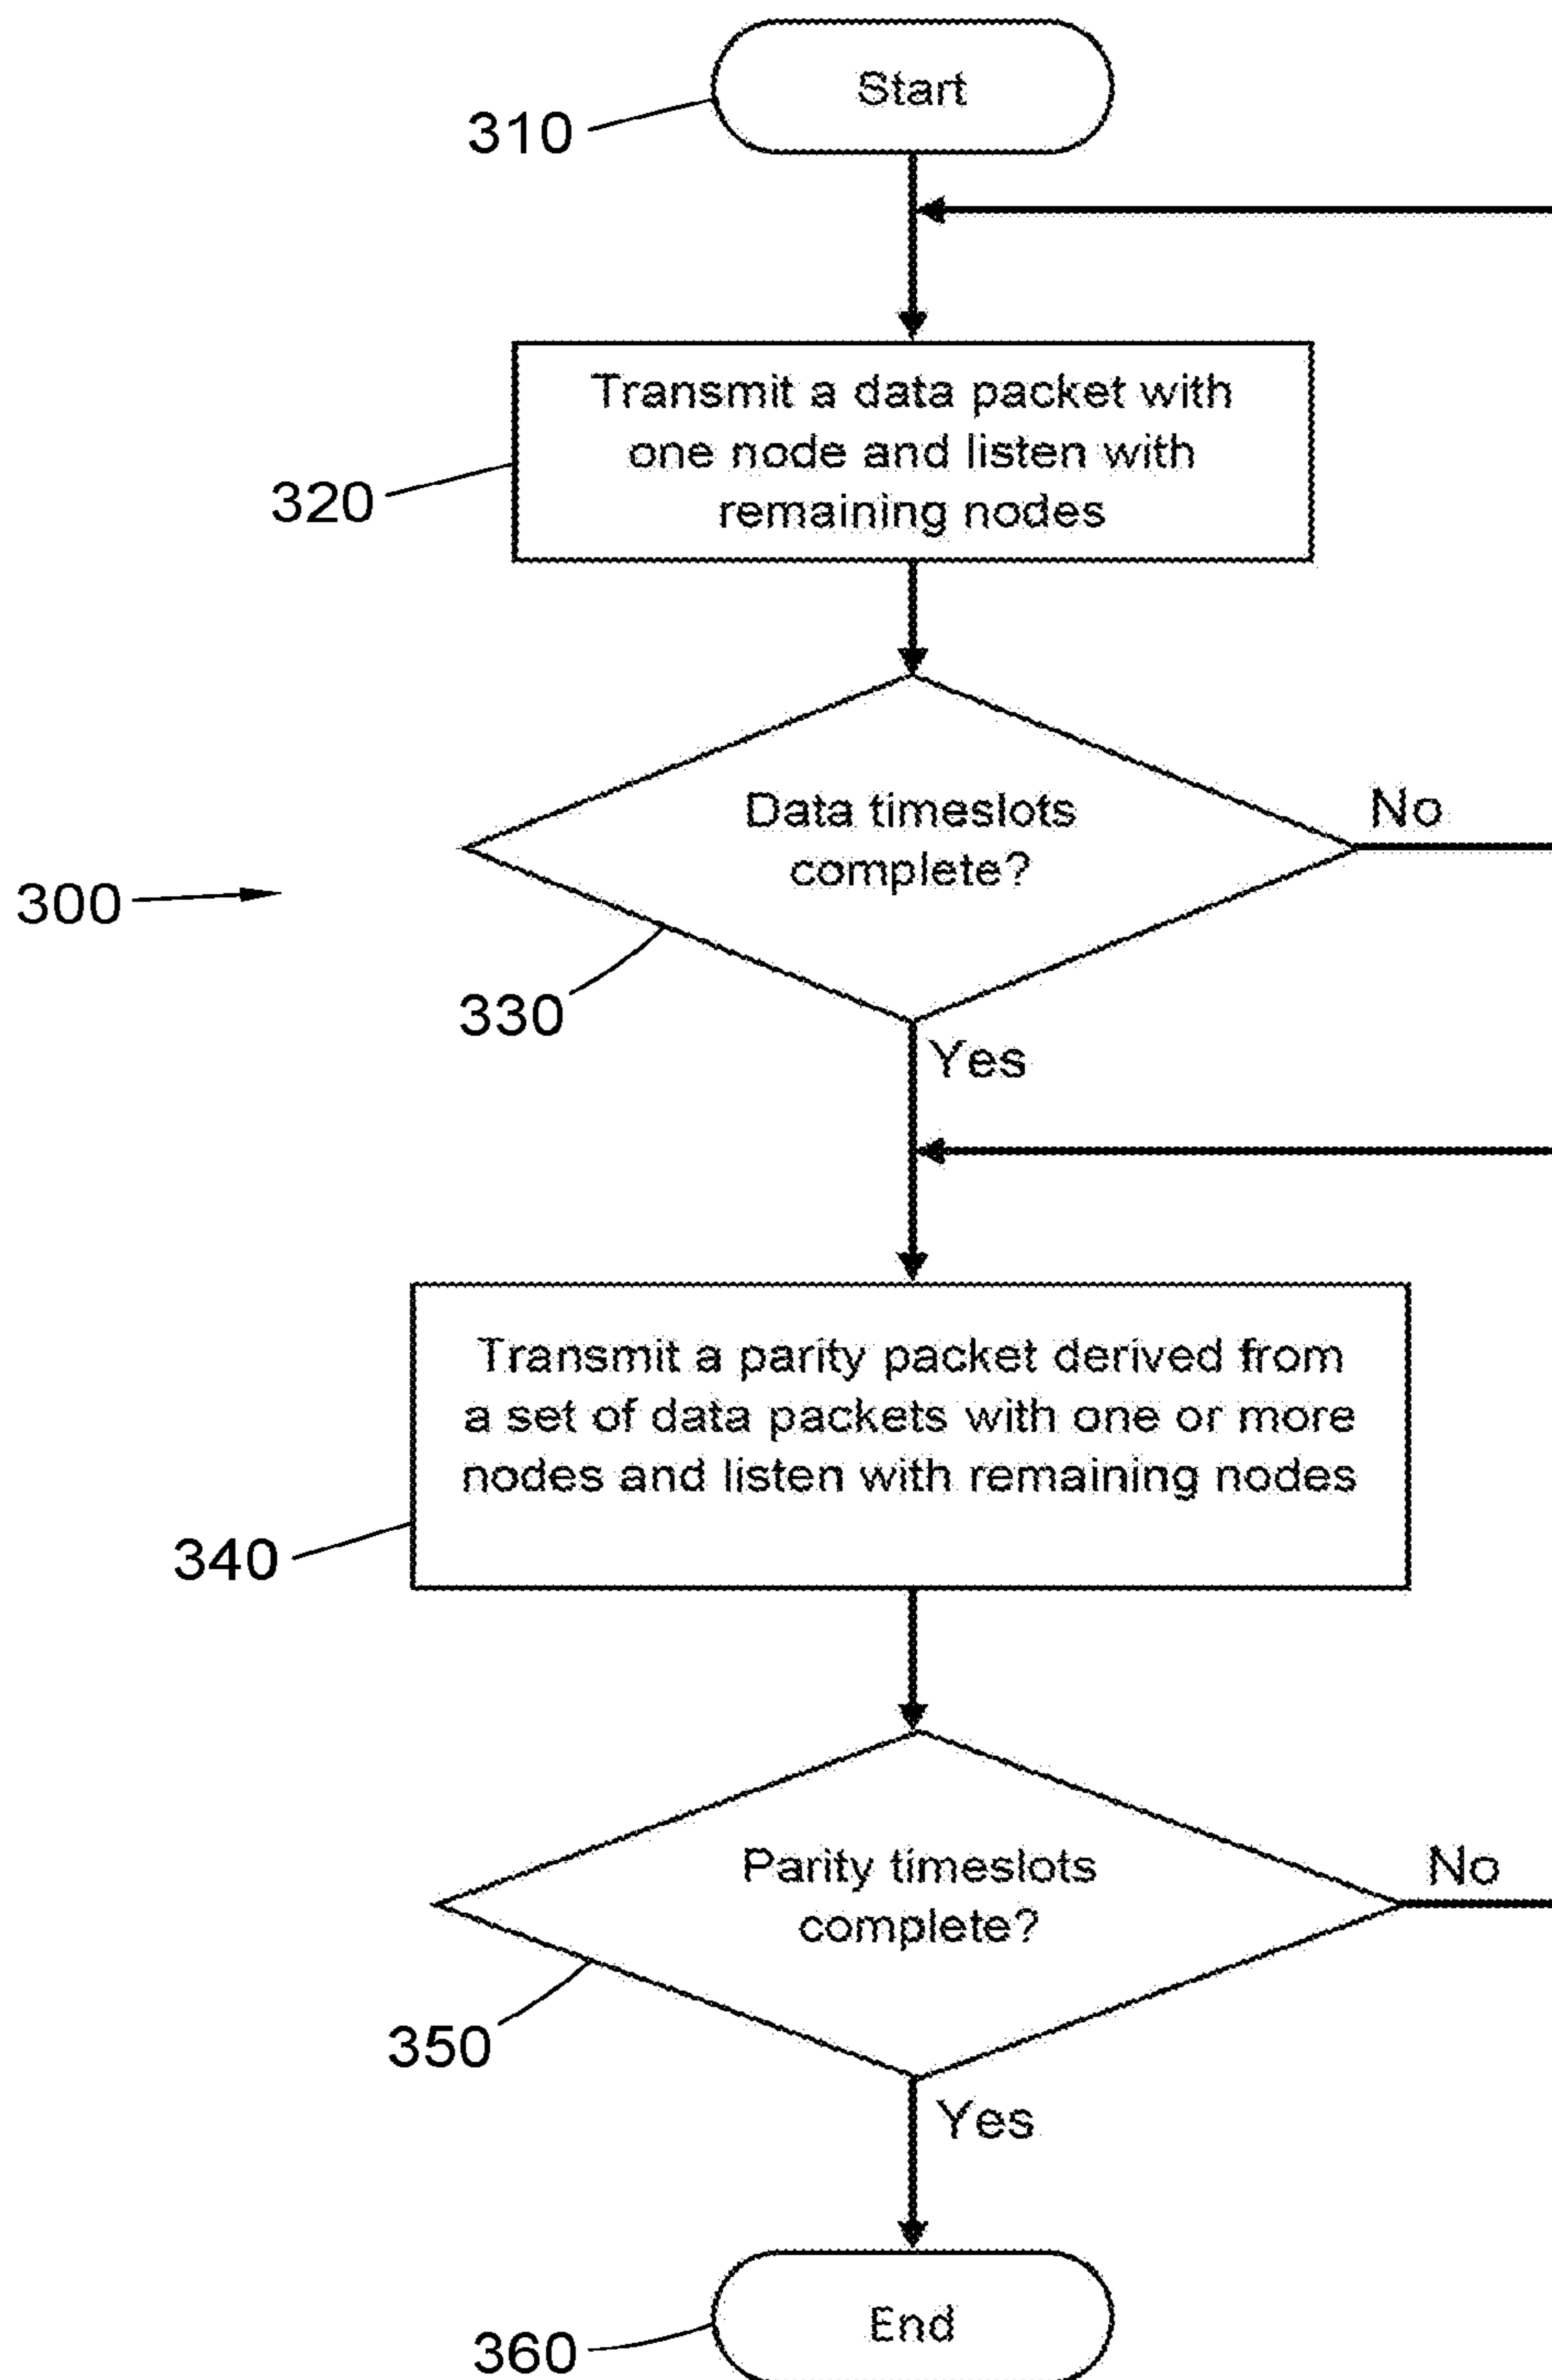 Start
310
Transmit a data packet with
one node and listen with
remaining nodes
320
Data timeslots
complete?
No
300
330
Yes
Transmit a parity packet derived from
a set of data packets with one or more
nodes and listen with remaining nodes
340
Parity timeslots
complete?
No
350
Yes
End
360